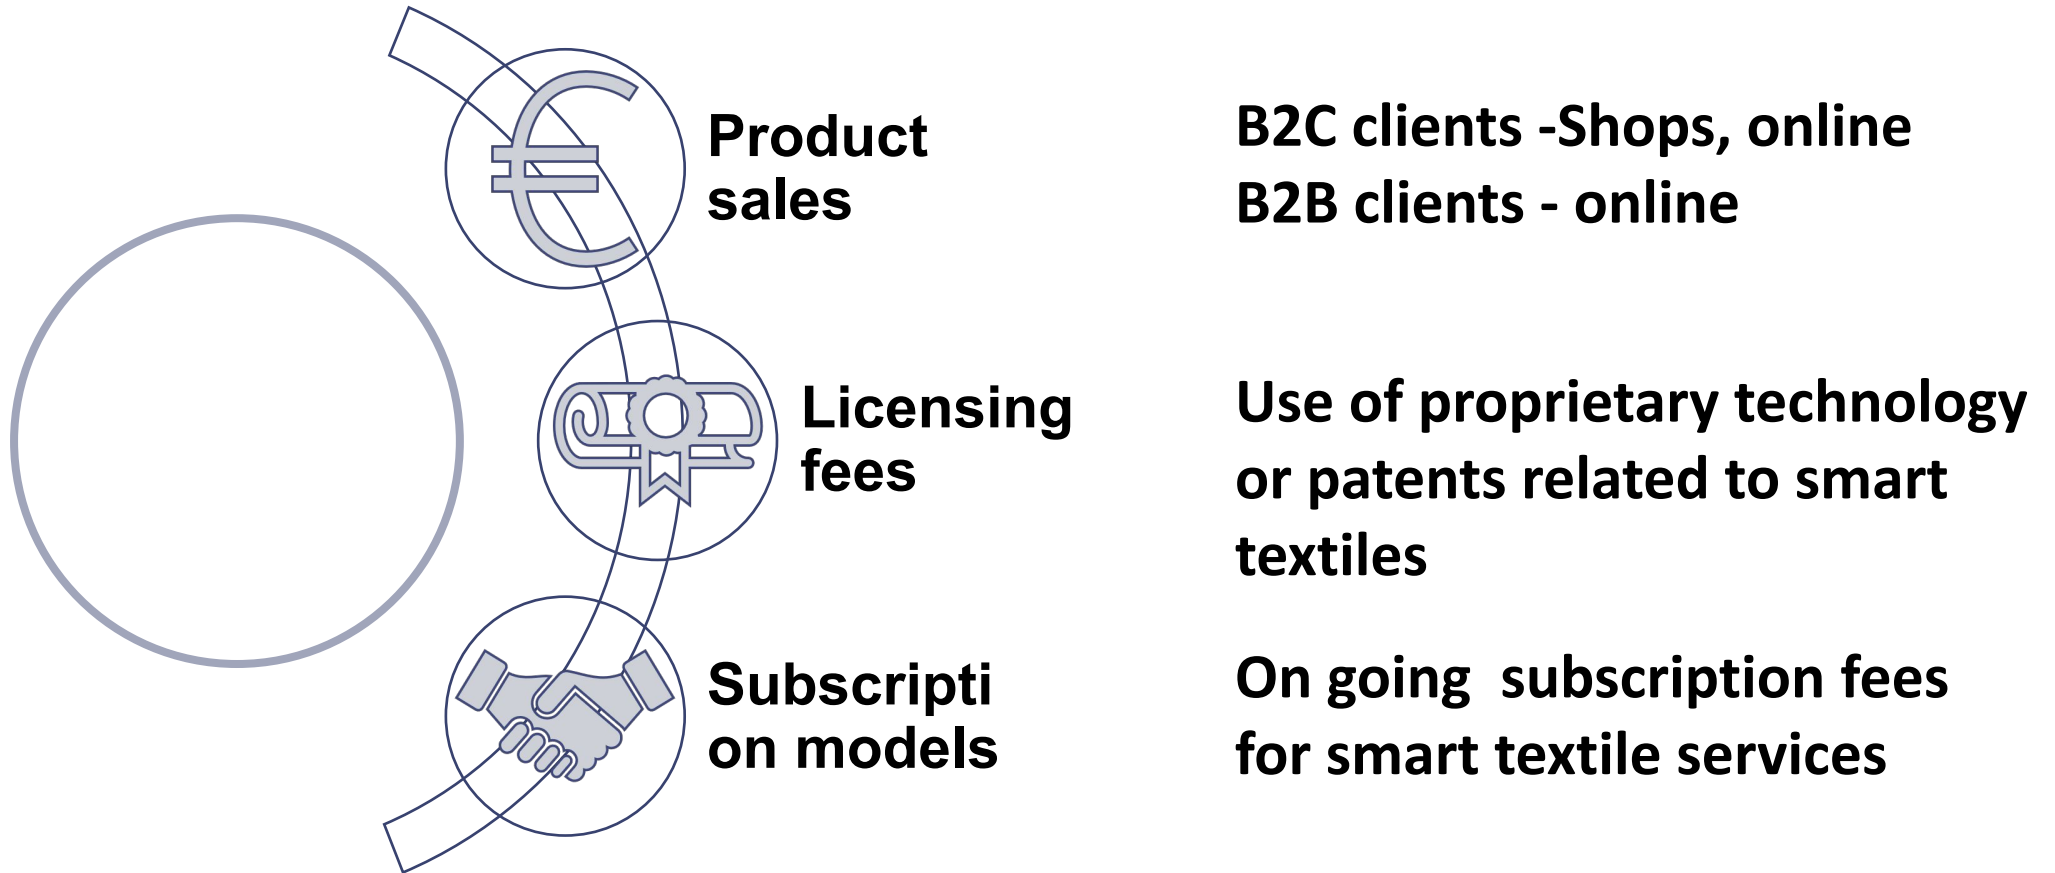 Product
sales
B2C clients -Shops, online
B2B clients - online
Licensing
fees
Use of proprietary technology
or patents related to smart
textiles
Subscripti
on models
On going  subscription fees
for smart textile services